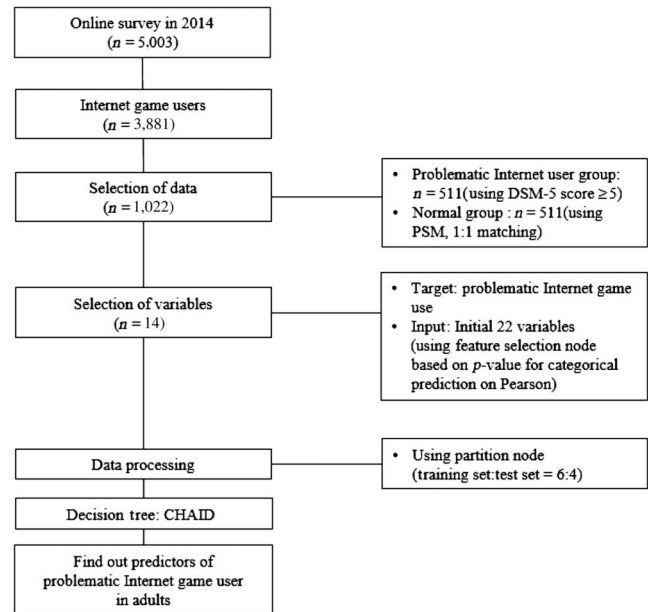 Online survey in 2014
(n = 5.003)
Internet game users
(n = 3,881)
Selection of data
(n = 1,022)
• Problematic Internet user group:
n = 511(using DSM-5 score ≥5)
• Normal group : n = 511(using
PSM, 1:1 matching)
Selection of variables
(n = 14)
• Target: problematic Internet game
use
• Input: Initial 22 variables
(using feature selection node
based on p-value for categorical
prediction on Pearson)
Data processing
• Using partition node
(training set:test set = 6:4)
Decision tree: CHAID
Find out predictors of
problematic Internet game user
in adults